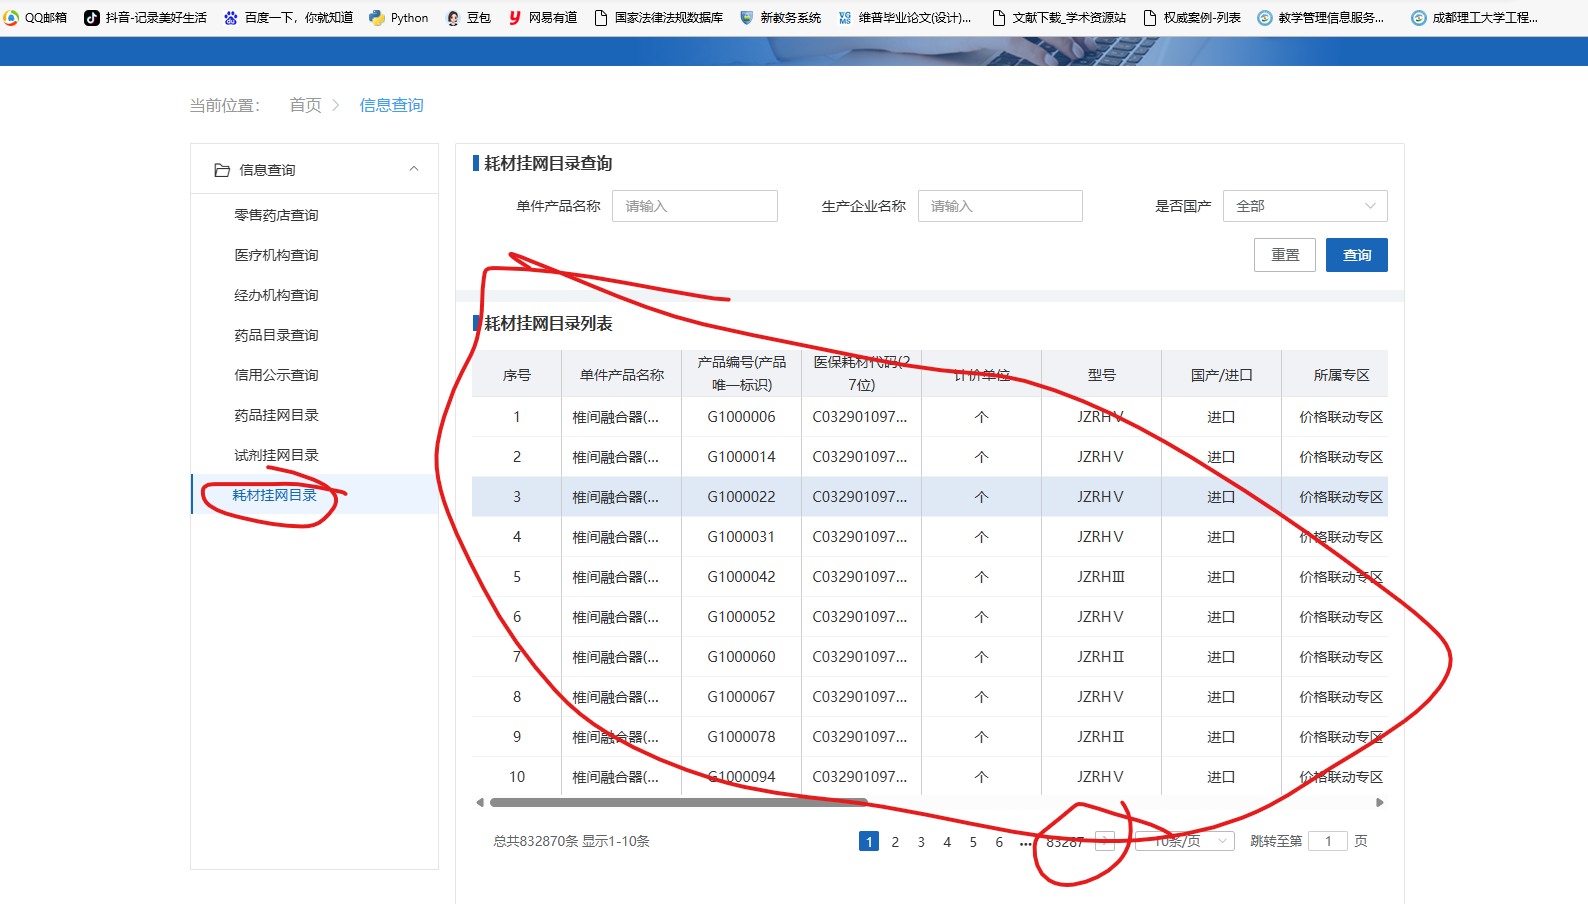 QQ邮箱 抖音-记录美好生活 百度一下，你就知道 Python 豆包 网易有道 国家法律法规数据库 新教务系统 维普毕业论文(设计)... 文献下载_学术资源站 权威案例-列表 教学管理信息服务... 成都理工大学工程...
当前位置： 首页 > 信息查询
信息查询
零售药店查询
医疗机构查询
经办机构查询
药品目录查询
信用公示查询
药品挂网目录
试剂挂网目录
耗材挂网目录
耗材挂网目录查询
单件产品名称 请输入 生产企业名称 请输入 是否国产 全部
重置 查询
耗材挂网目录列表
序号 单件产品名称 产品编号(产品唯一标识) 医保耗材代码(27位) 计价单位 型号 国产/进口 所属专区
1 椎间融合器(... G1000006 C032901097... 个 JZRHⅤ 进口 价格联动专区
2 椎间融合器(... G1000014 C032901097... 个 JZRHⅤ 进口 价格联动专区
3 椎间融合器(... G1000022 C032901097... 个 JZRHⅤ 进口 价格联动专区
4 椎间融合器(... G1000031 C032901097... 个 JZRHⅤ 进口 价格联动专区
5 椎间融合器(... G1000042 C032901097... 个 JZRHⅢ 进口 价格联动专区
6 椎间融合器(... G1000052 C032901097... 个 JZRHⅤ 进口 价格联动专区
7 椎间融合器(... G1000060 C032901097... 个 JZRHⅡ 进口 价格联动专区
8 椎间融合器(... G1000067 C032901097... 个 JZRHⅤ 进口 价格联动专区
9 椎间融合器(... G1000078 C032901097... 个 JZRHⅡ 进口 价格联动专区
10 椎间融合器(... G1000094 C032901097... 个 JZRHⅤ 进口 价格联动专区
总共832870条 显示1-10条 1 2 3 4 5 6 ... 83287 > 10条/页 跳转至第 1 页